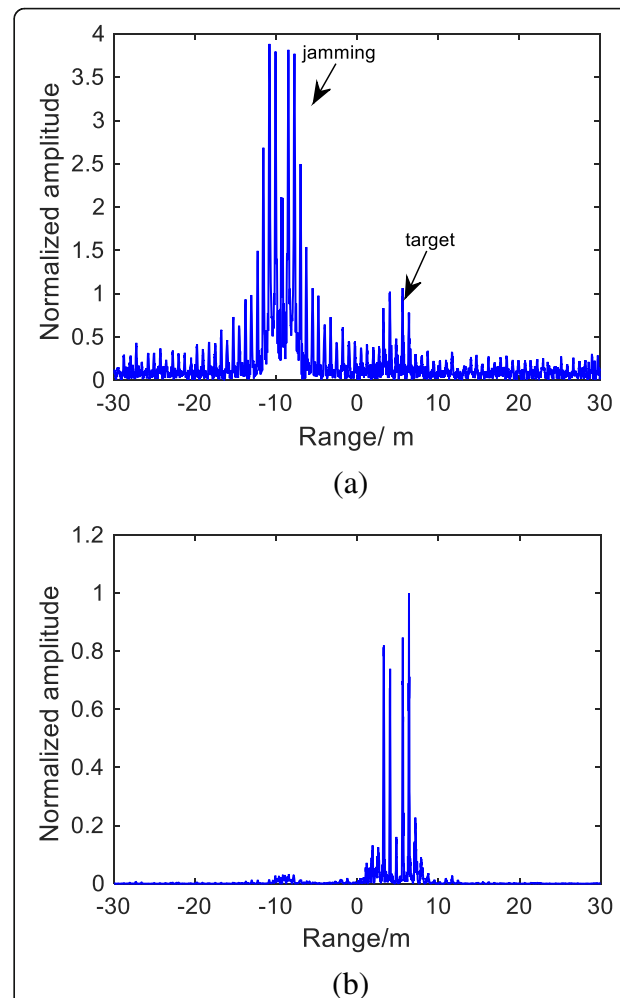 4
3.5
3
2.5
2
1.5
1
0.5
0
jamming
target
Normalized amplitude
-30 -20 -10 0 10 20 30
Range/ m
(a)
1.2
1
0.8
0.6
0.4
0.2
0
Normalized amplitude
-30 -20 -10 0 10 20 30
Range/m
(b)